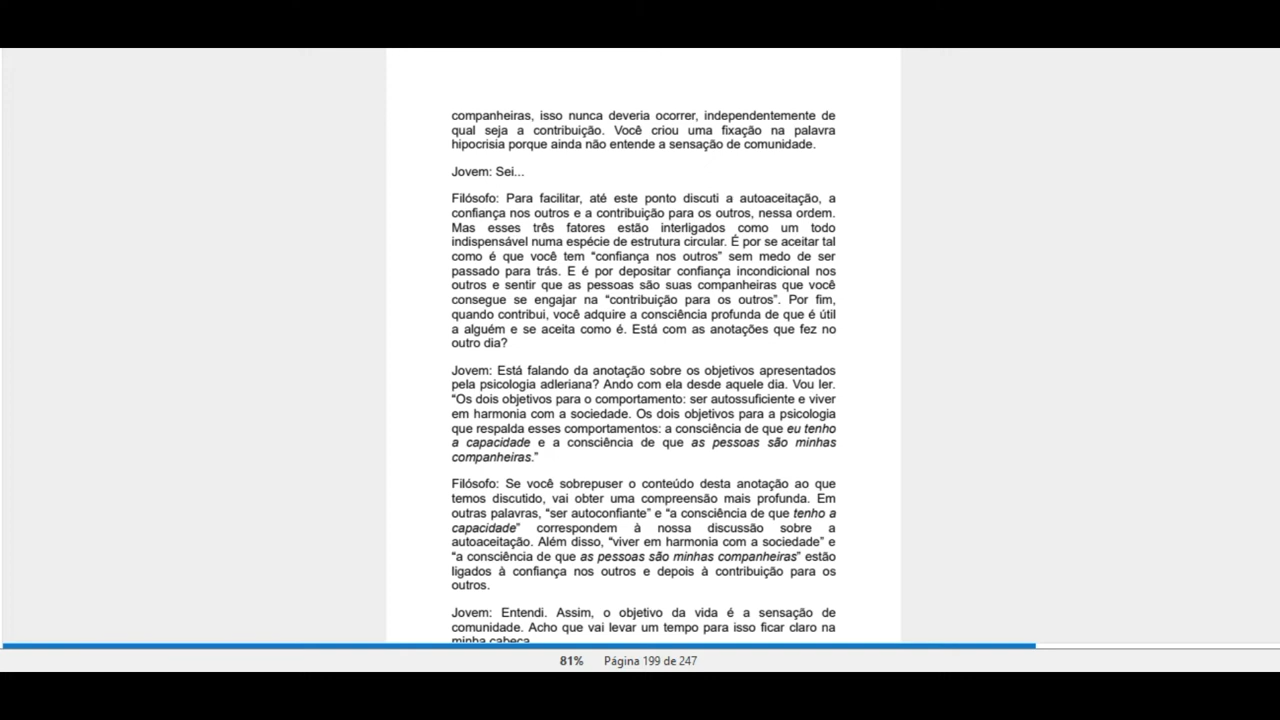 companheiras, isso nunca deveria ocorrer, independentemente de
qual seja a contribuição. Você criou uma fixação na palavra
hipocrisia porque ainda não entende a sensação de comunidade.
Jovem: Sei...
Filósofo: Para facilitar, até este ponto discuti a autoaceitação, a
confiança nos outros e a contribuição para os outros, nessa ordem.
Mas esses três fatores estão interligados como um todo
indispensável numa espécie de estrutura circular. É por se aceitar tal
como é que você tem “confiança nos outros” sem medo de ser
passado para trás. E é por depositar confiança incondicional nos
outros e sentir que as pessoas são suas companheiras que você
consegue se engajar na “contribuição para os outros”. Por fim,
quando contribui, você adquire a consciência profunda de que é útil
a alguém e se aceita como é. Está com as anotações que fez no
outro dia?
Jovem: Está falando da anotação sobre os objetivos apresentados
pela psicologia adleriana? Ando com ela desde aquele dia. Vou ler.
“Os dois objetivos para o comportamento: ser autossuficiente e viver
em harmonia com a sociedade. Os dois objetivos para a psicologia
que respalda esses comportamentos: a consciência de que eu tenho
a capacidade e a consciência de que as pessoas são minhas
companheiras.”
Filósofo: Se você sobrepuser o conteúdo desta anotação ao que
temos discutido, vai obter uma compreensão mais profunda. Em
outras palavras, “ser autoconfiante” e “a consciência de que tenho a
capacidade” correspondem à nossa discussão sobre a
autoaceitação. Além disso, “viver em harmonia com a sociedade” e
“a consciência de que as pessoas são minhas companheiras” estão
ligados à confiança nos outros e depois à contribuição para os
outros.
Jovem: Entendi. Assim, o objetivo da vida é a sensação de
comunidade. Acho que vai levar um tempo para isso ficar claro na
minha cabeça.
81% Página 199 de 247